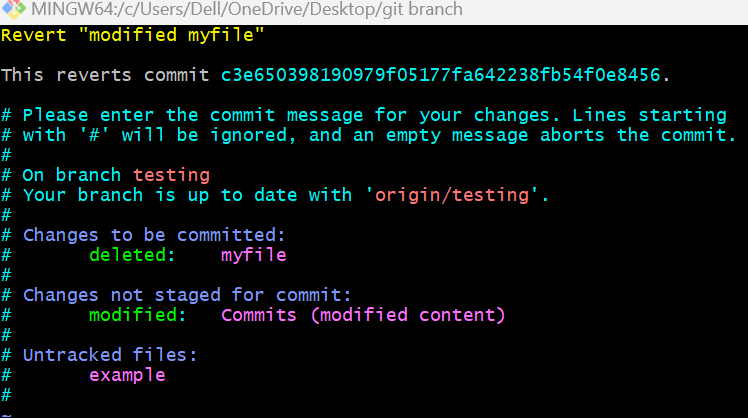 MINGW64:/c/Users/Dell/OneDrive/Desktop/git branch
Revert "modified myfile"
This reverts commit c3e650398190979f05177fa642238fb54f0e8456.
# Please enter the commit message for your changes. Lines starting
# with '#' will be ignored, and an empty message aborts the commit.
#
# On branch testing
# Your branch is up to date with 'origin/testing'.
#
# Changes to be committed:
#       deleted:    myfile
#
# Changes not staged for commit:
#       modified:   Commits (modified content)
#
# Untracked files:
#       example
#
~